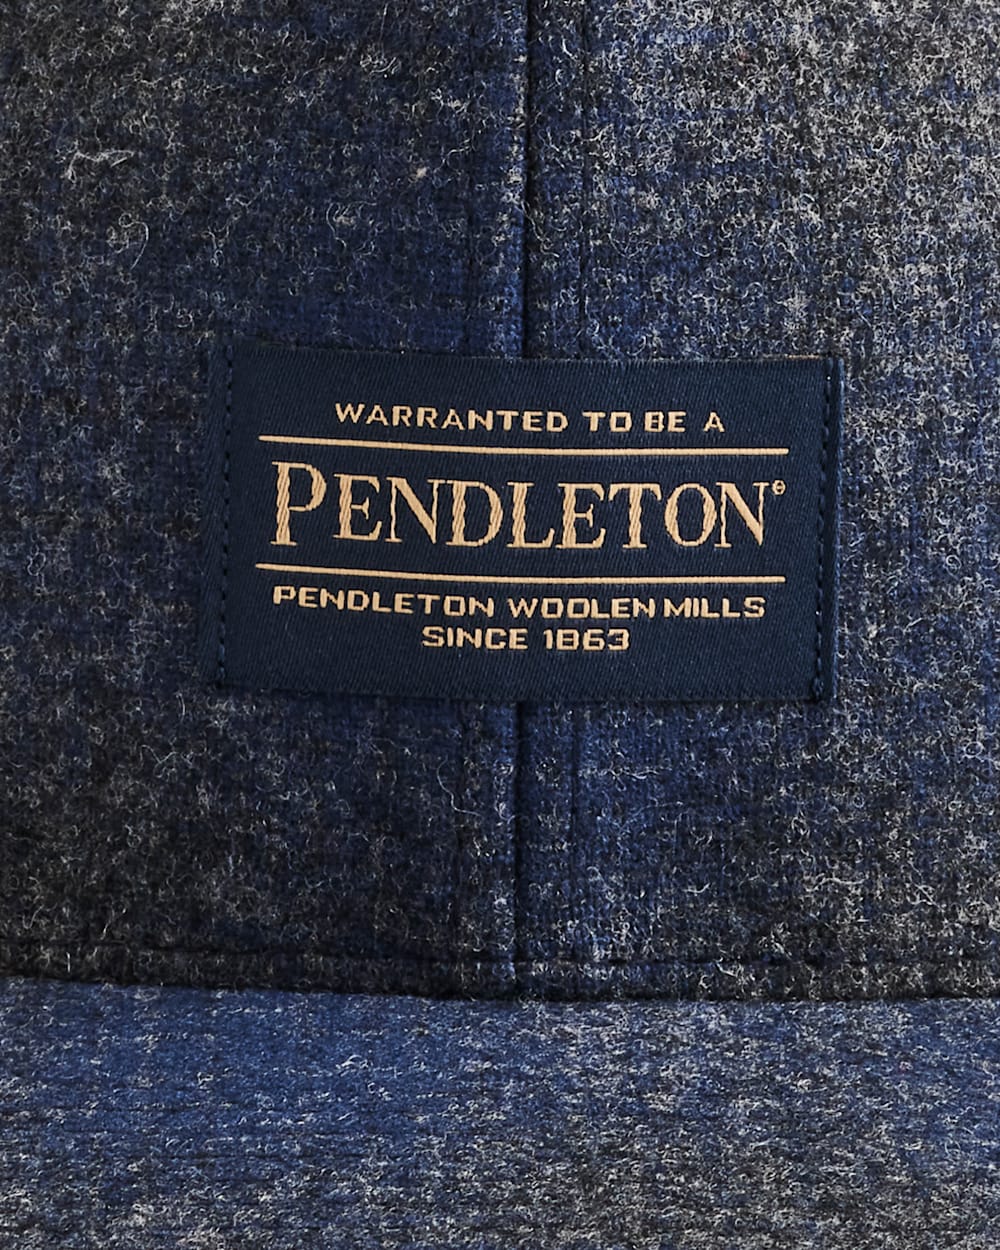 WARRANTED TO BE A
PENDLETON®
PENDLETON WOOLEN MILLS
SINCE 1863